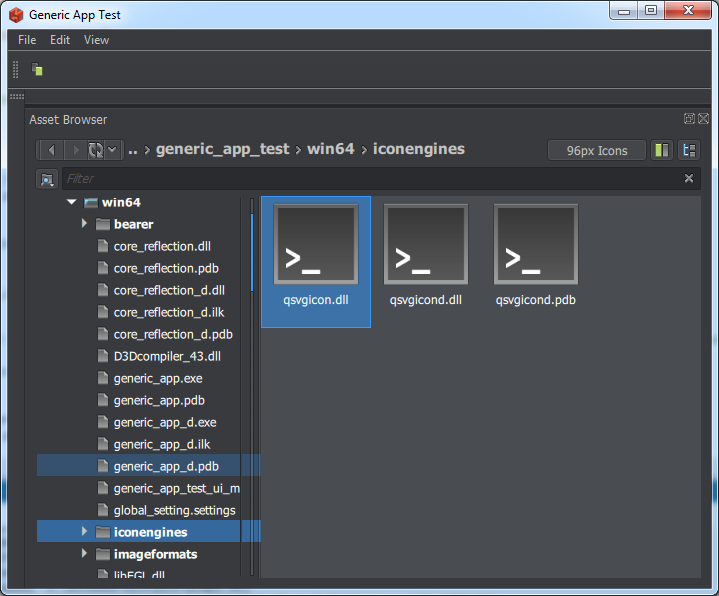 Generic App Test
File Edit View
Asset Browser
.. > generic_app_test > win64 > iconengines
96px Icons
Filter
win64
bearer
core_reflection.dll
core_reflection.pdb
core_reflection_d.dll
core_reflection_d.ilk
core_reflection_d.pdb
D3Dcompiler_43.dll
generic_app.exe
generic_app.pdb
generic_app_d.exe
generic_app_d.ilk
generic_app_d.pdb
generic_app_test_ui_m
global_setting.settings
iconengines
imageformats
libEGL.dll
>_ >_ >_
qsvgicon.dll qsvgicond.dll qsvgicond.pdb